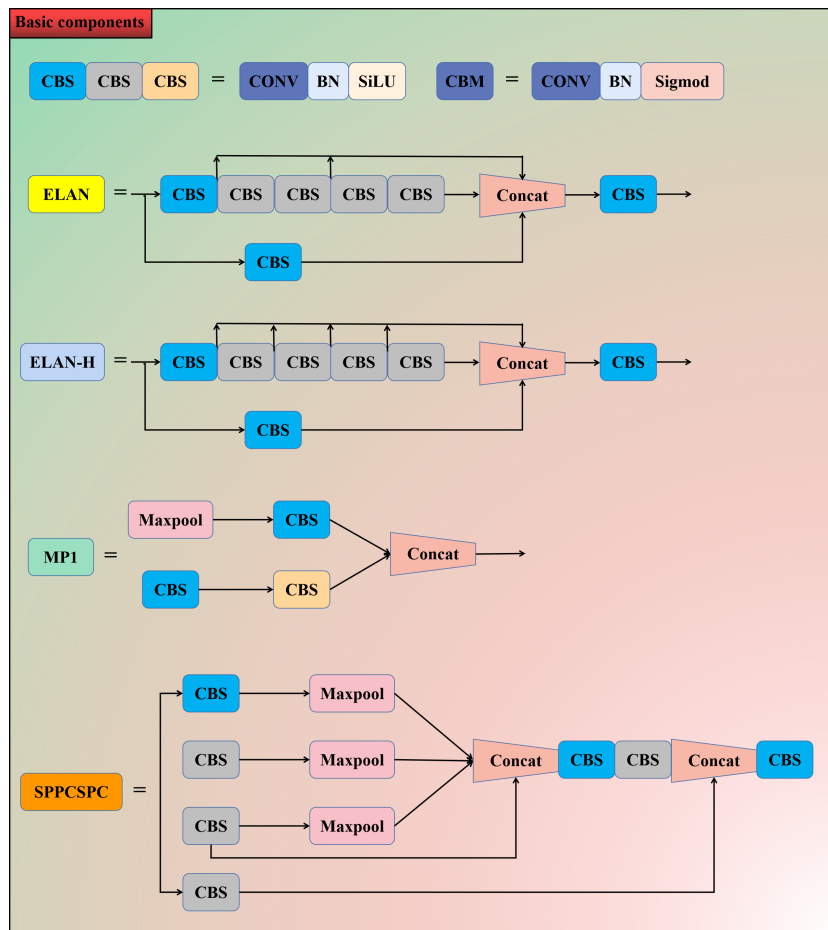 Basic components
CBS CBS CBS = CONV BN SiLU CBM = CONV BN Sigmod
ELAN = CBS CBS CBS CBS CBS Concat CBS
CBS
ELAN-H = CBS CBS CBS CBS CBS Concat CBS
CBS
Maxpool CBS
MP1 = Concat
CBS CBS
CBS Maxpool
CBS Maxpool Concat CBS CBS Concat CBS
SPPCSPC =
CBS Maxpool
CBS